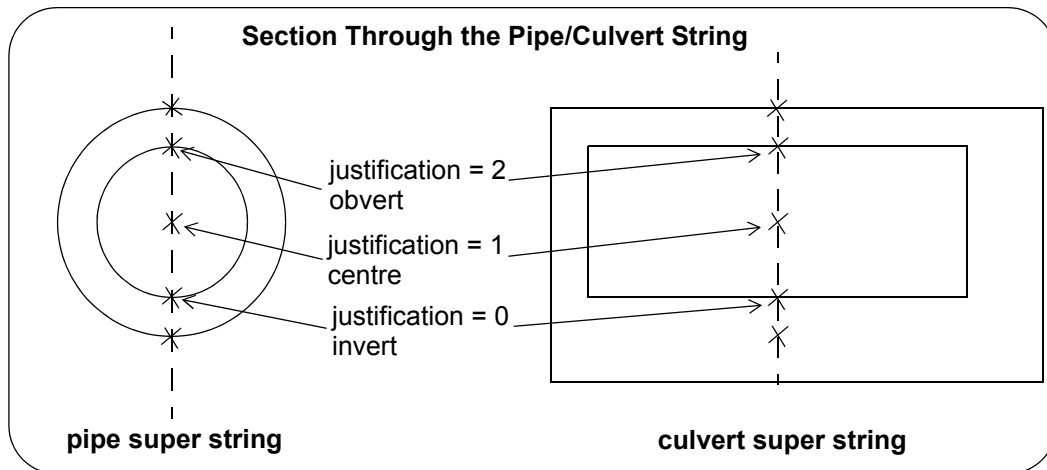 Section Through the Pipe/Culvert String
justification = 2
obvert
justification = 1
centre
justification = 0
invert
pipe super string
culvert super string